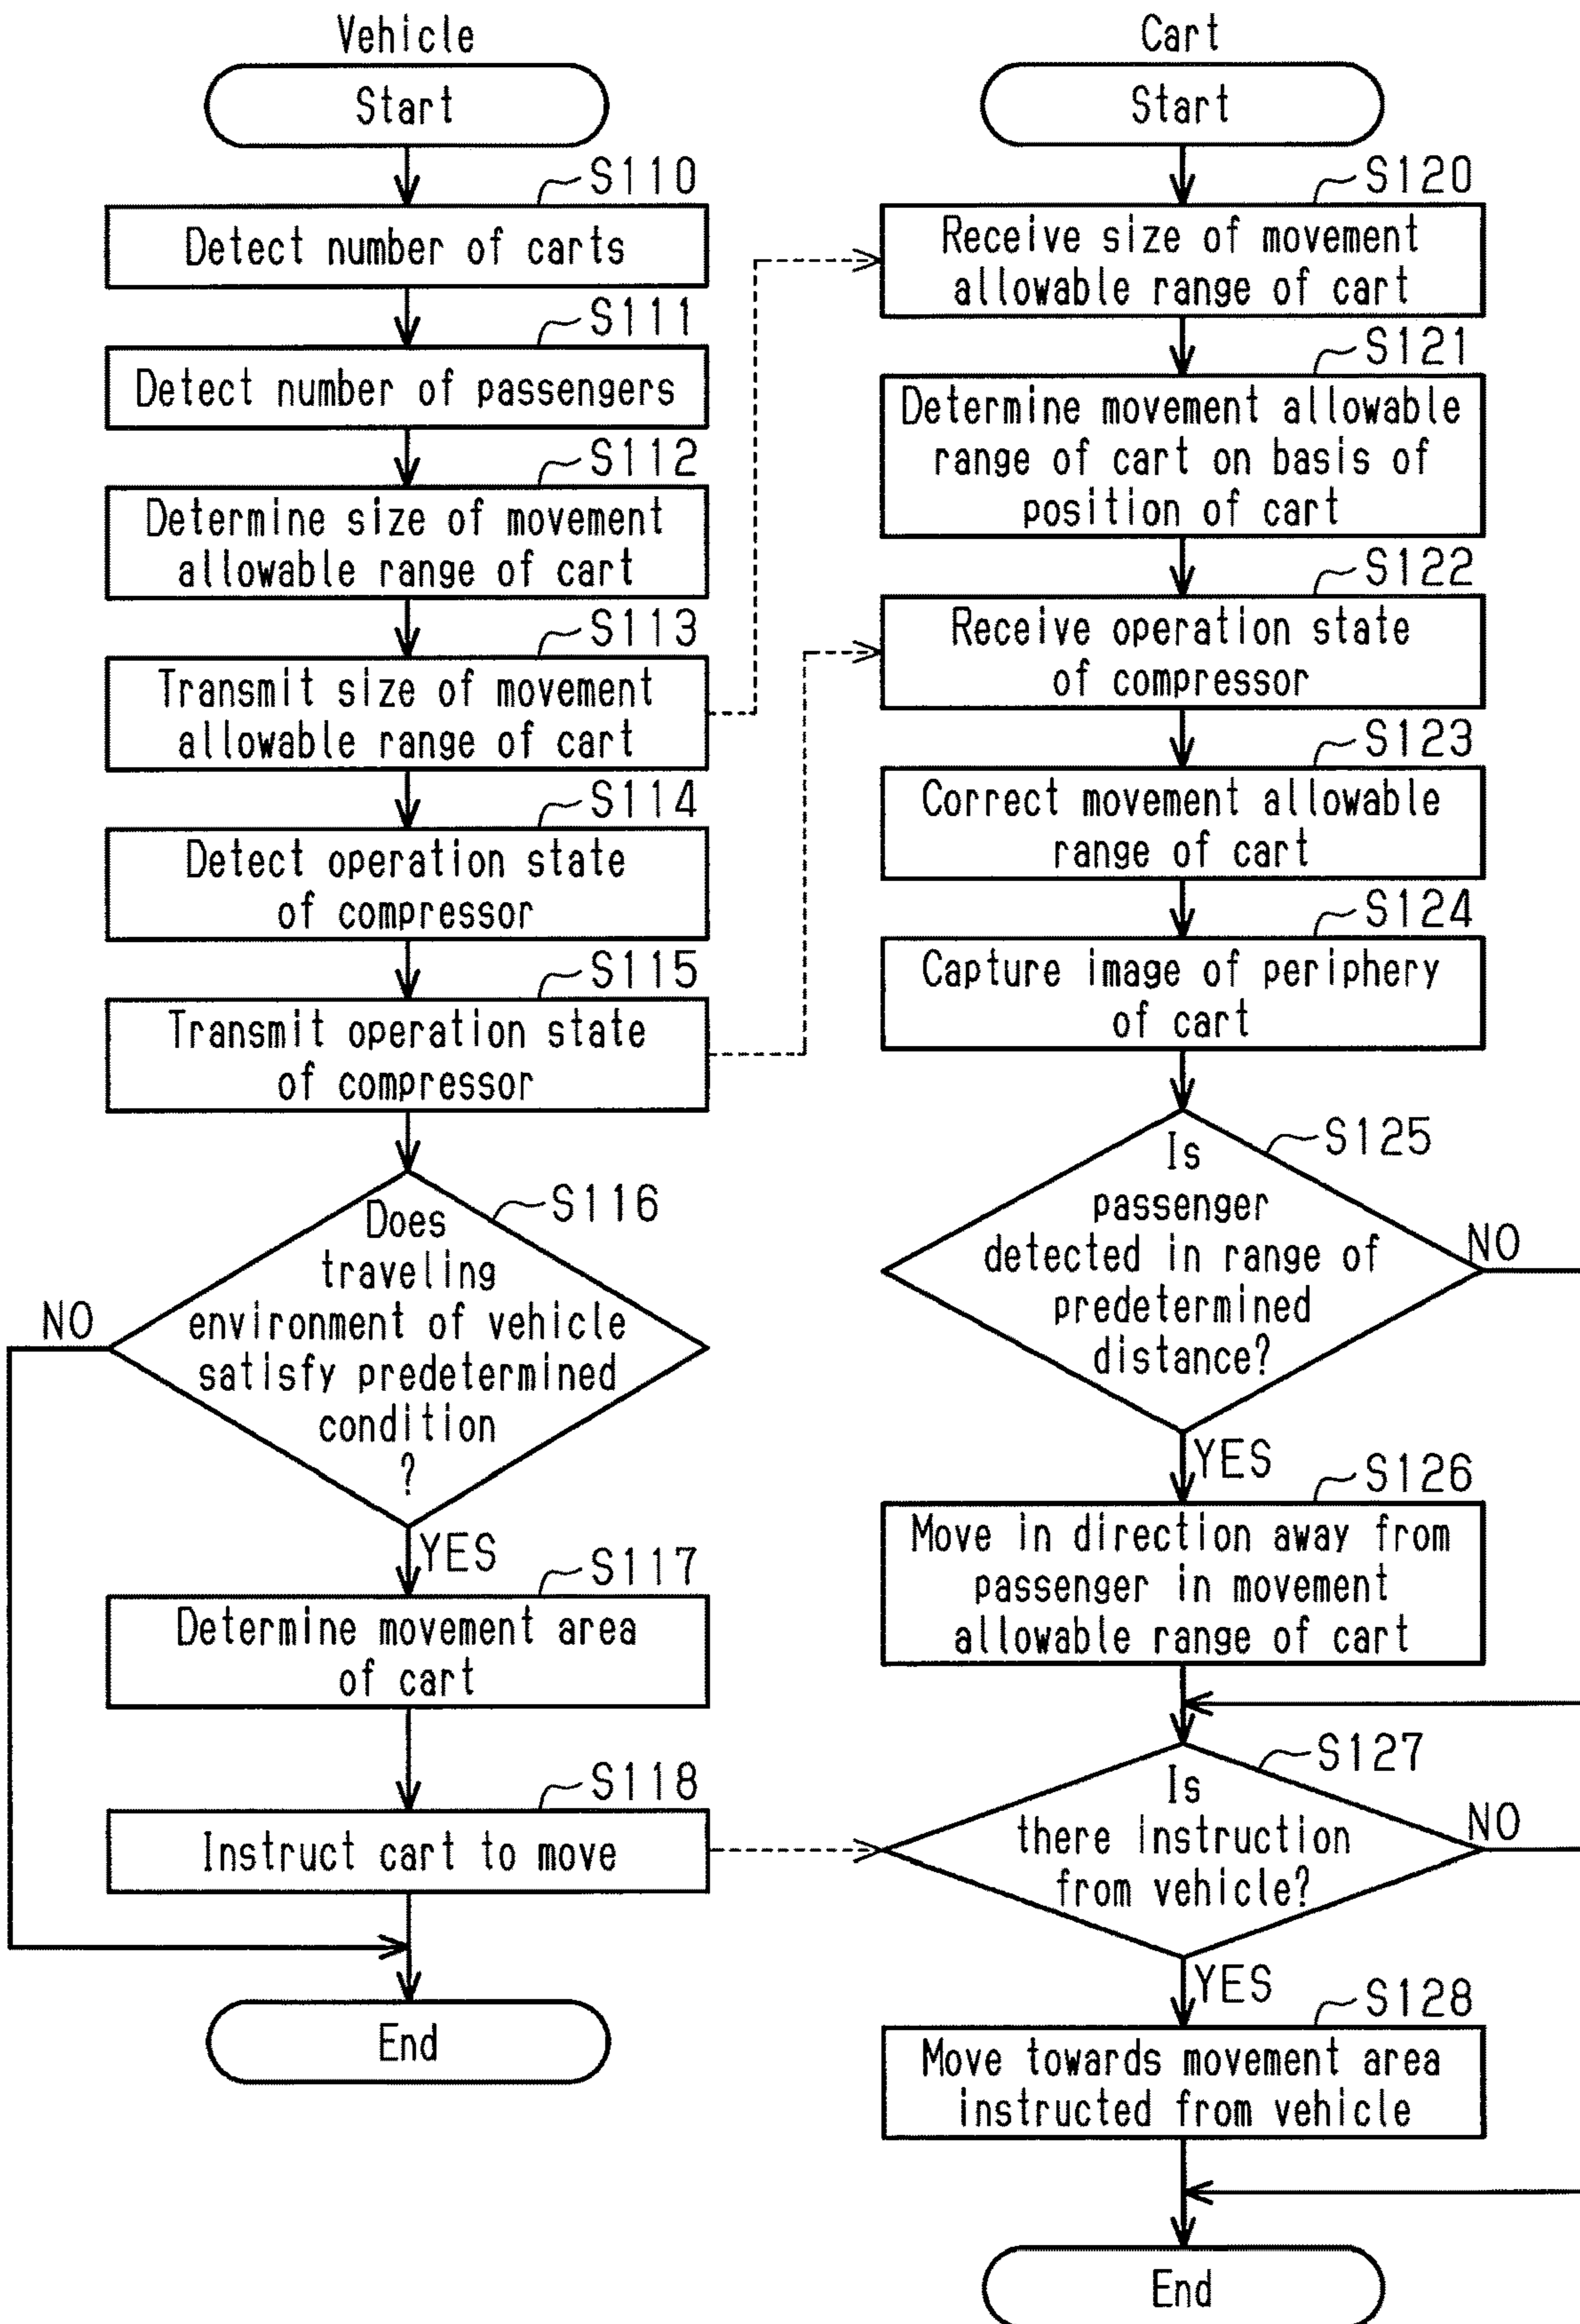 Vehicle
Start
S110
Detect number of carts
S111
Detect number of passengers
S112
Determine size of movement
allowable range of cart
S113
Transmit size of movement
allowable range of cart
S114
Detect operation state
of compressor
S115
Transmit operation state
of compressor
S116
Does
traveling
environment of vehicle
satisfy predetermined
condition
?
NO
YES
S117
Determine movement area
of cart
S118
Instruct cart to move
End
Cart
Start
S120
Receive size of movement
allowable range of cart
S121
Determine movement allowable
range of cart on basis of
position of cart
S122
Receive operation state
of compressor
S123
Correct movement allowable
range of cart
S124
Capture image of periphery
of cart
S125
Is
passenger
detected in range of
predetermined
distance?
NO
YES
S126
Move in direction away from
passenger in movement
allowable range of cart
S127
Is
there instruction
from vehicle?
NO
YES
S128
Move towards movement area
instructed from vehicle
End